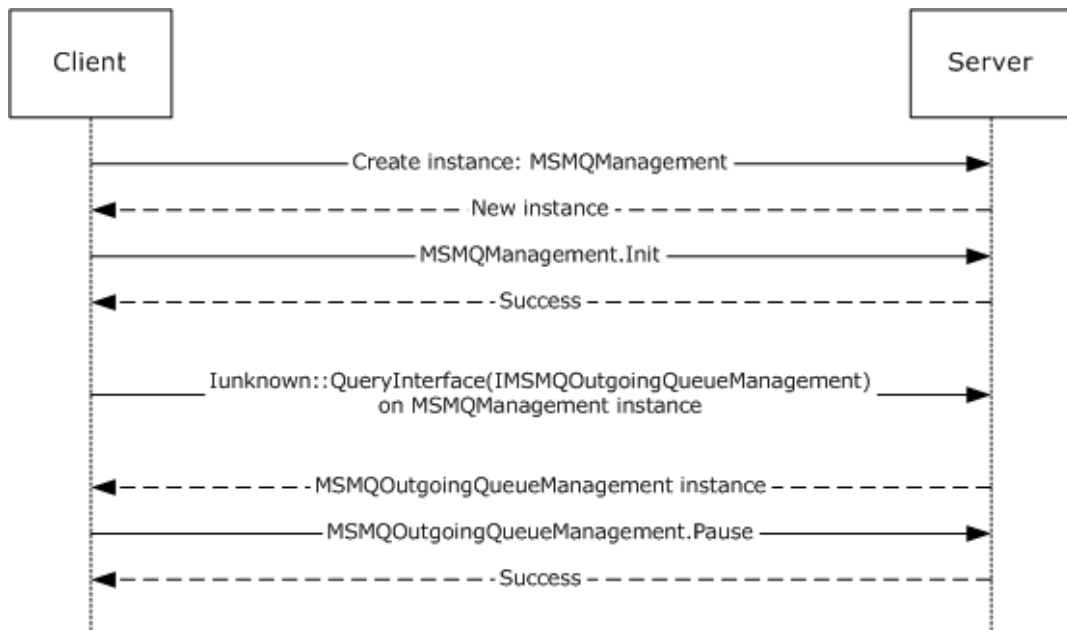 Client
Server
Create instance: MSMQManagement
New instance
MSMQManagement.Init
Success
Iunknown::QueryInterface(IMSMQOutgoingQueueManagement)
on MSMQManagement instance
MSMQOutgoingQueueManagement instance
MSMQOutgoingQueueManagement.Pause
Success